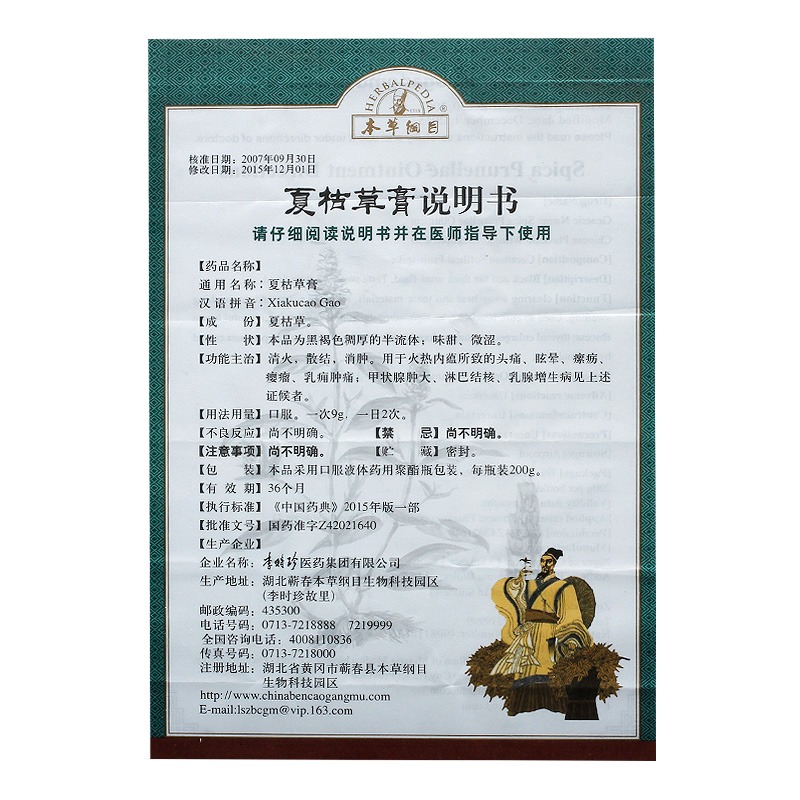 HERBALPEDIA
1518
®
本草纲目
核准日期：2007年09月30日
修改日期：2015年12月01日
夏枯草膏说明书
请仔细阅读说明书并在医师指导下使用
【药品名称】
通用名称：夏枯草膏
汉语拼音：Xiakucao Gao
【成　份】夏枯草。
【性　状】本品为黑褐色稠厚的半流体；味甜、微涩。
【功能主治】清火，散结，消肿。用于火热内蕴所致的头痛、眩晕、瘰疬、
瘿瘤、乳痈肿痛；甲状腺肿大、淋巴结核、乳腺增生病见上述
证候者。
【用法用量】口服。一次9g，一日2次。
【不良反应】尚不明确。 【禁　忌】尚不明确。
【注意事项】尚不明确。 【贮　藏】密封。
【包　装】本品采用口服液体药用聚酯瓶包装，每瓶装200g。
【有 效 期】36个月
【执行标准】《中国药典》2015年版一部
【批准文号】国药准字Z42021640
【生产企业】
企业名称：李时珍医药集团有限公司
生产地址：湖北蕲春本草纲目生物科技园区
(李时珍故里)
邮政编码：435300
电话号码：0713-7218888 7219999
全国咨询电话：4008110836
传真号码：0713-7218000
注册地址：湖北省黄冈市蕲春县本草纲目
生物科技园区
http://www.chinabencaogangmu.com
E-mail:lszbcgm@vip.163.com